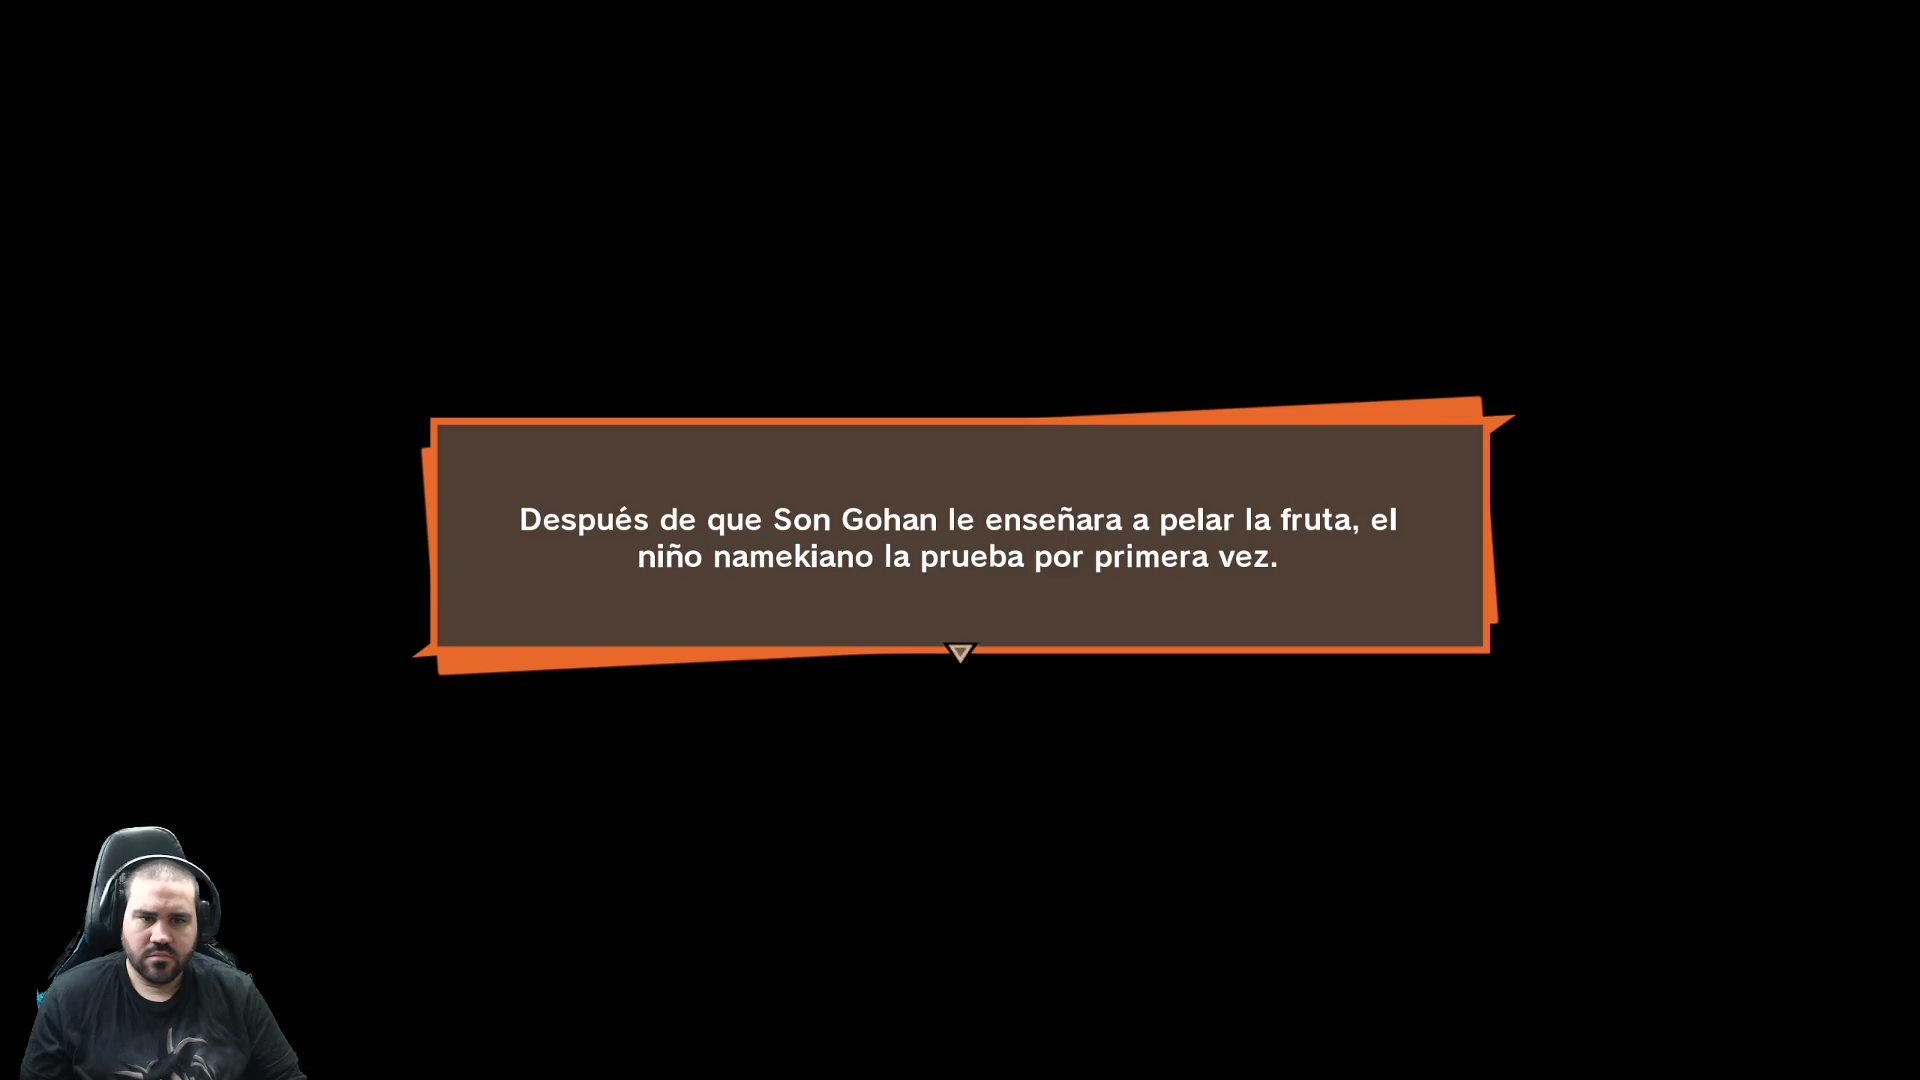 Después de que Son Gohan le enseñara a pelar la fruta, el
niño namekiano la prueba por primera vez.